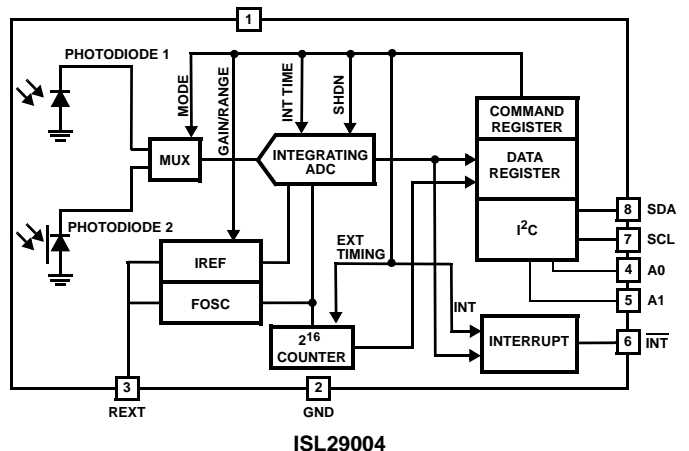 1
PHOTODIODE 1
MODE
GAIN/RANGE
INT TIME
SHDN
COMMAND
REGISTER
MUX
INTEGRATING
ADC
DATA
REGISTER
PHOTODIODE 2
I2C
8 SDA
7 SCL
4 A0
5 A1
6 INT
IREF
FOSC
EXT
TIMING
INT
216
COUNTER
INTERRUPT
3
REXT
2
GND
ISL29004